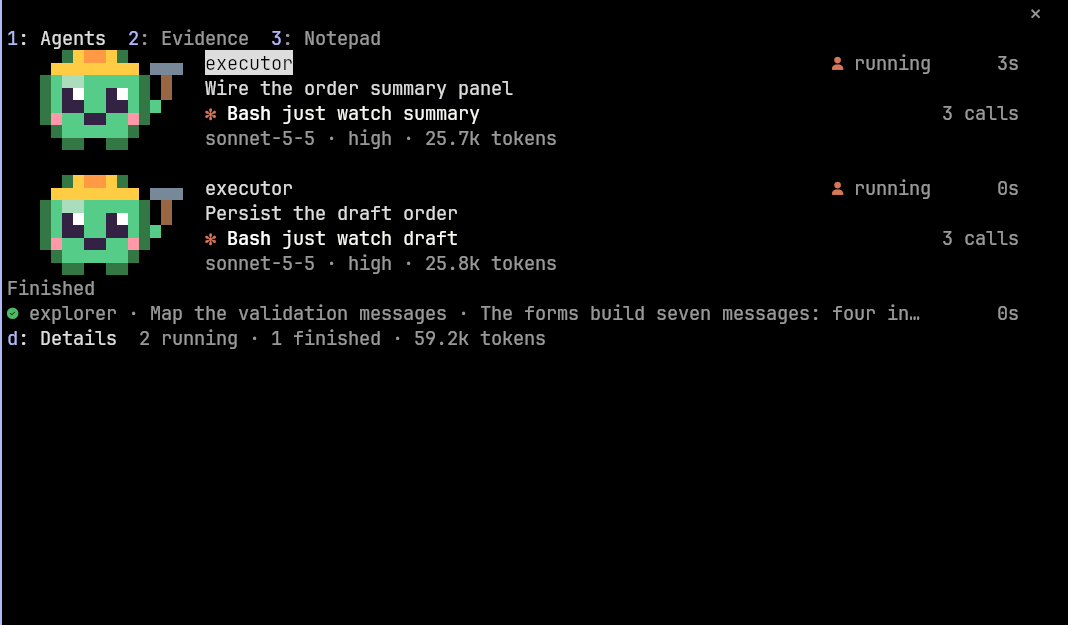 ×
1: Agents  2: Evidence  3: Notepad
executor running 3s
Wire the order summary panel
✻ Bash just watch summary 3 calls
sonnet-5-5 · high · 25.7k tokens
executor running 0s
Persist the draft order
✻ Bash just watch draft 3 calls
sonnet-5-5 · high · 25.8k tokens
Finished
explorer · Map the validation messages · The forms build seven messages: four in… 0s
d: Details  2 running · 1 finished · 59.2k tokens